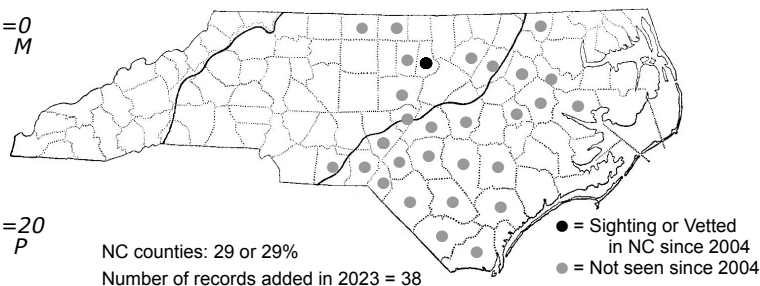 =0
M
=20
P
NC counties: 29 or 29%
Number of records added in 2023 = 38
● = Sighting or Vetted
in NC since 2004
● = Not seen since 2004